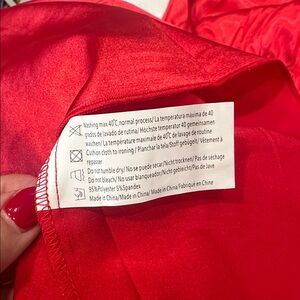 Washing max 40℃, normal process/ La temperatura máxima de 40
grados de lavado de rutina/ Höchste temperatur 40 gemeinsamen
waschen/ La température maximale de 40℃ de lavage de routine
Cushion cloth to ironing/ Planchar la tela/Stoff gebügelt/ Vêtement à
repasser
Do not tumble dry/ No se puede secar/Nicht trocknen/ Pas de séchage
Do not bleach/ No usar blanqueador/ Nicht gebleicht/ Pas de Jave
95%Polyester 5%Spandex
Made in China/Made in China/ Made in China/Fabriqué en Chine